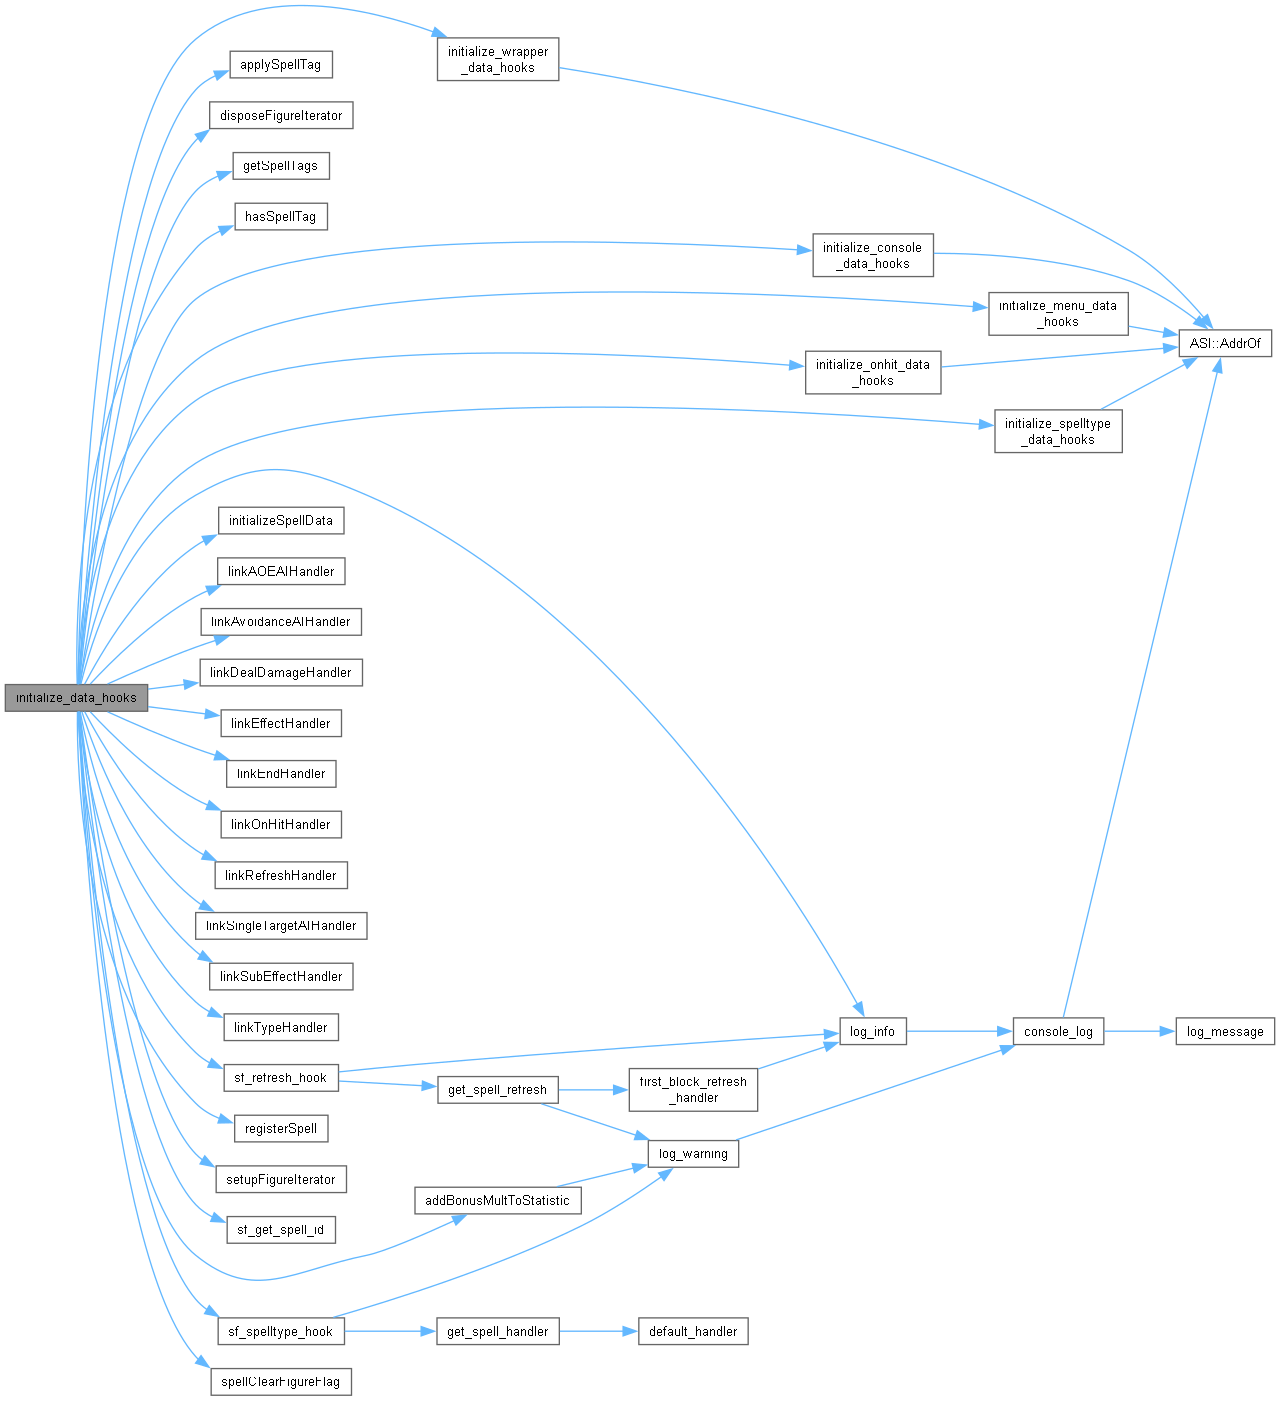 initialize_wrapper
_data_hooks
applySpellTag
disposeFigureIterator
getSpellTags
hasSpellTag
initialize_console
_data_hooks
initialize_menu_data
_hooks
ASI::AddrOf
initialize_onhit_data
_hooks
initialize_spelltype
_data_hooks
initializeSpellData
linkAOEAIHandler
linkAvoidanceAIHandler
linkDealDamageHandler
initialize_data_hooks
linkEffectHandler
linkEndHandler
linkOnHitHandler
linkRefreshHandler
linkSingleTargetAIHandler
linkSubEffectHandler
linkTypeHandler
log_info
console_log
log_message
sf_refresh_hook
get_spell_refresh
first_block_refresh
_handler
registerSpell
log_warning
setupFigureIterator
addBonusMultToStatistic
sf_get_spell_id
sf_spelltype_hook
get_spell_handler
default_handler
spellClearFigureFlag